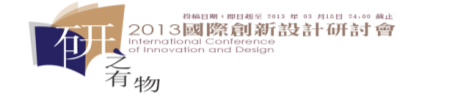 投稿日期，即日起至 2013 年 03 月15日 24:00 截止
2013國際創新設計研討會
International Conference
of Innovation and Design
研之有物